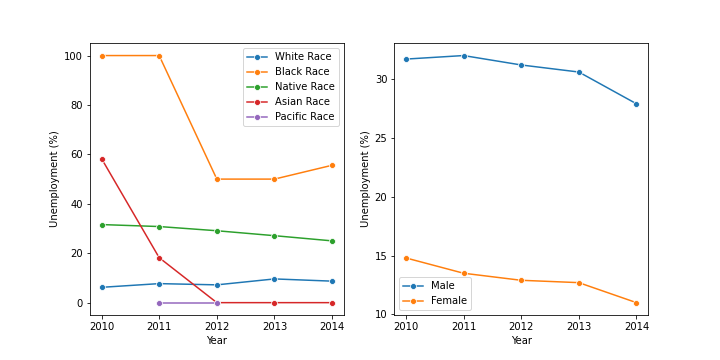 Unemployment (%)
100
80
60
40
20
0
White Race
Black Race
Native Race
Asian Race
Pacific Race
2010 2011 2012 2013 2014
Year
Unemployment (%)
30
25
20
15
10
Male
Female
2010 2011 2012 2013 2014
Year